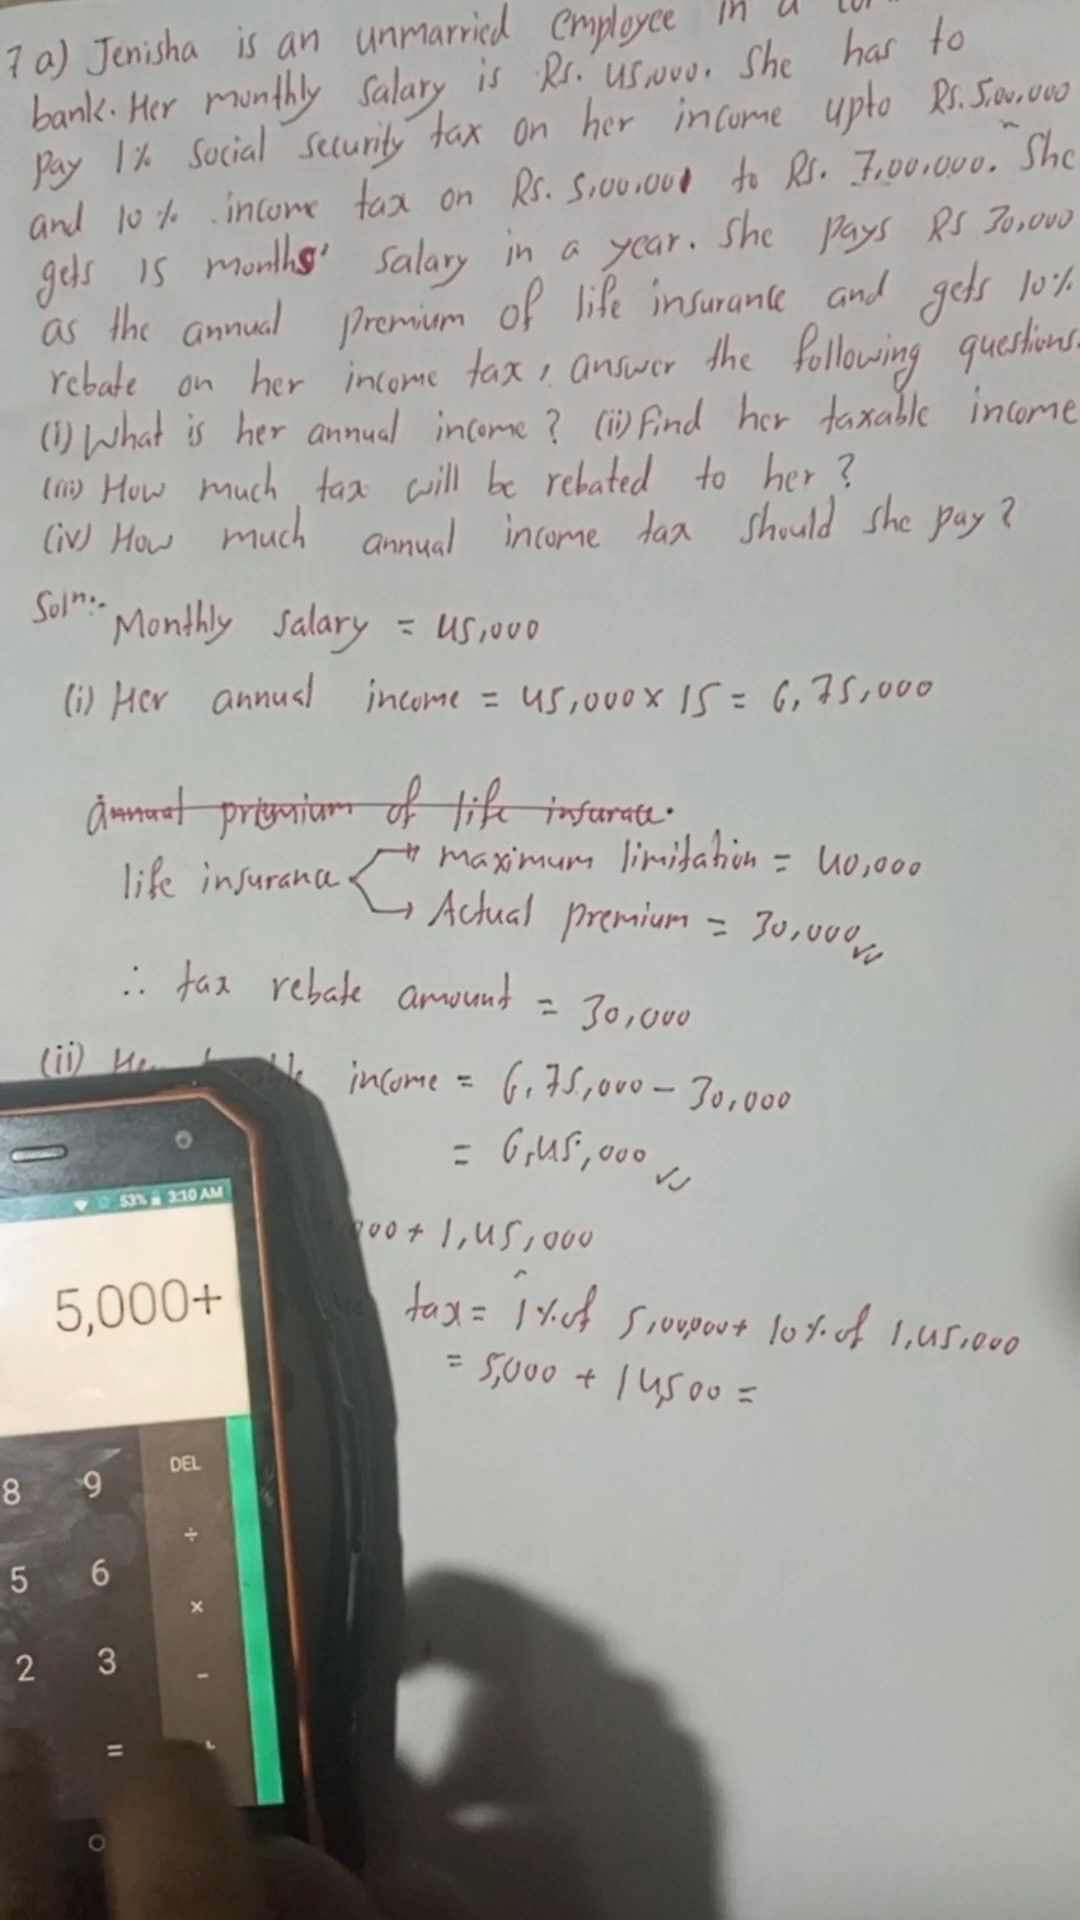 7 a) Jenisha is an unmarried employee in a
bank. Her monthly salary is Rs. 45,000. She has to
pay 1% social security tax on her income upto Rs. 5,00,000
and 10% income tax on Rs. 5,00,001 to Rs. 7,00,000. She
gets 15 months' salary in a year. She pays RS 30,000
as the annual premium of life insurance and gets 10%
rebate on her income tax, answer the following questions.
(i) What is her annual income? (ii) Find her taxable income
(iii) How much tax will be rebated to her?
(iv) How much annual income tax should she pay?
Soln:- Monthly salary = 45,000
(i) Her annual income = 45,000 x 15 = 6,75,000
life insurance → maximum limitation = 40,000
→ Actual premium = 30,000
∴ tax rebate amount = 30,000
(ii) income = 6,75,000 - 30,000
= 6,45,000
000 + 1,45,000
tax = 1% of 5,00,000 + 10% of 1,45,000
= 5,000 + 14,500 =
53% 3:10 AM
5,000+
8 9 DEL
÷
5 6
×
2 3
-
=